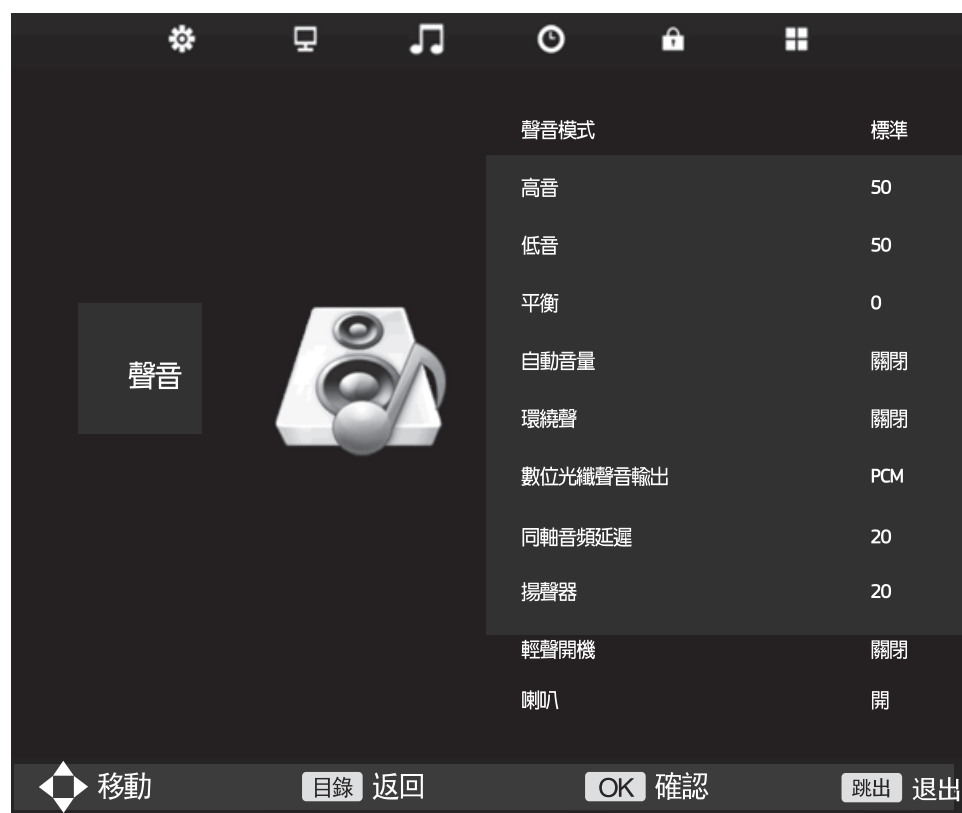 聲音模式 標準
高音 50
低音 50
平衡 0
自動音量 關閉
環繞聲 關閉
聲音
數位光纖聲音輸出 PCM
同軸音頻延遲 20
揚聲器 20
輕聲開機 關閉
喇叭 開
移動 目錄 返回 OK 確認 跳出 退出